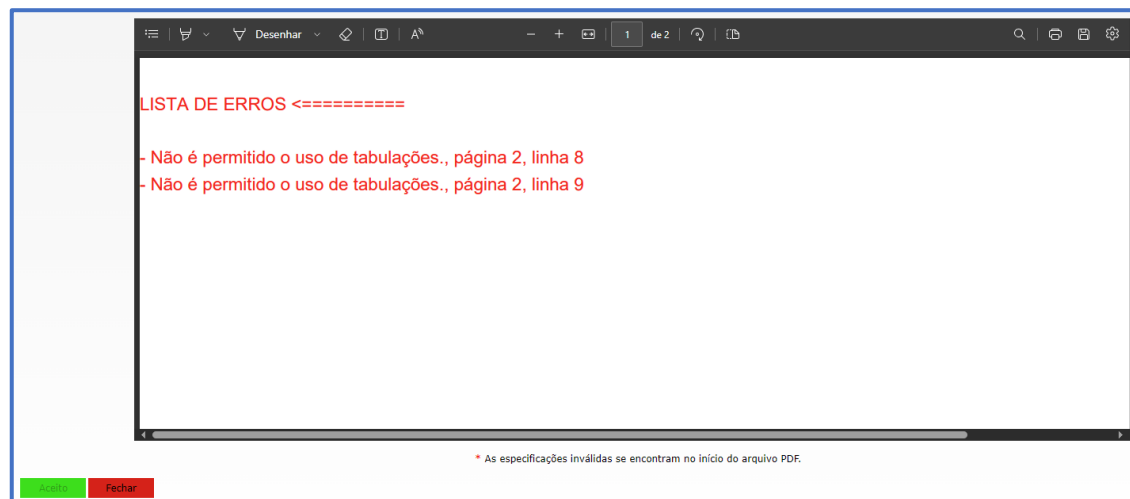 Desenhar
1 de 2
LISTA DE ERROS <==========
- Não é permitido o uso de tabulações., página 2, linha 8
- Não é permitido o uso de tabulações., página 2, linha 9
* As especificações inválidas se encontram no início do arquivo PDF.
Aceito Fechar